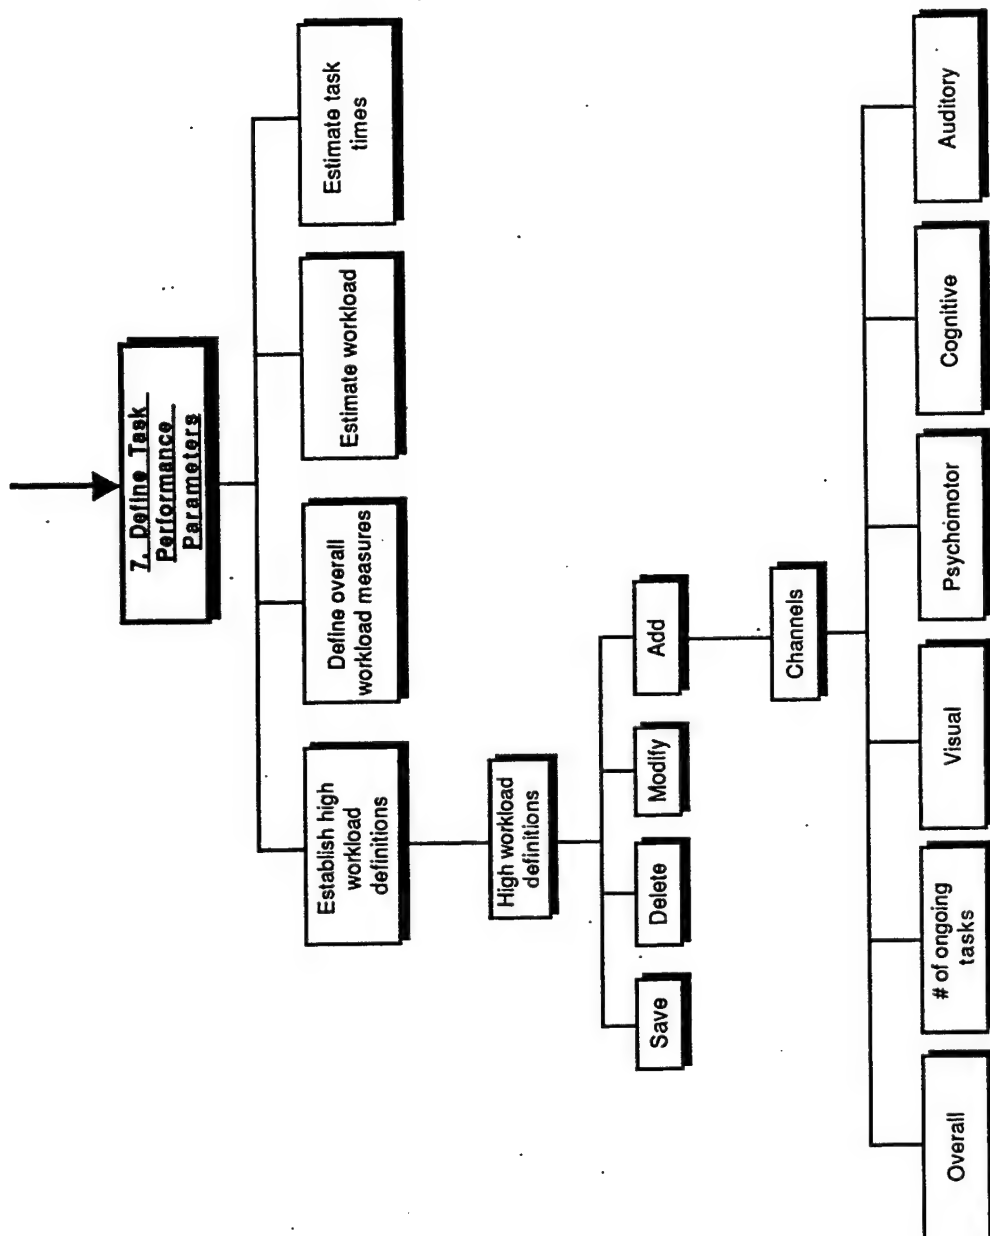 7. Define Task
Performance
Parameters
Establish high
workload
definitions
Define overall
workload measures
Estimate workload
Estimate task
times
High workload
definitions
Save
Delete
Modify
Add
Channels
Overall
# of ongoing
tasks
Visual
Psychomotor
Cognitive
Auditory